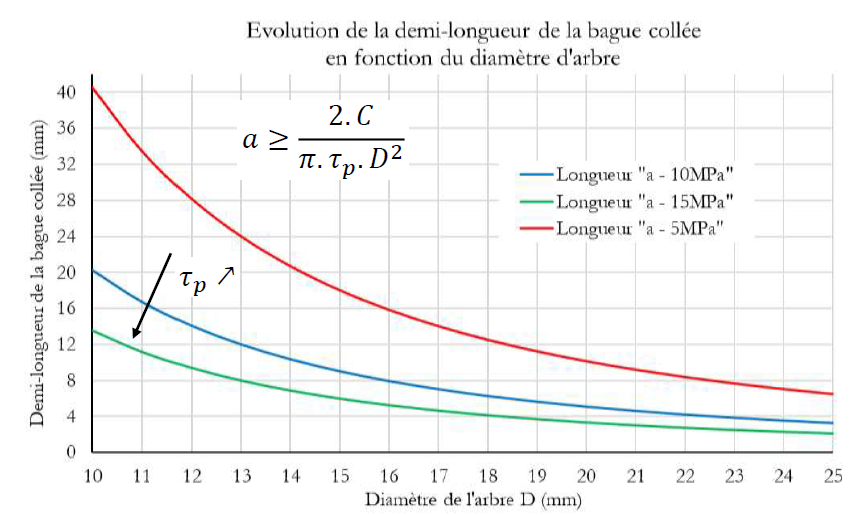 Evolution de la demi-longueur de la bague collée
en fonction du diamètre d'arbre
Demi-longueur de la bague collée (mm)
40
36
32
28
24
20
16
12
8
4
0
a ≥ 2.C / π.τp.D²
Longueur "a - 10MPa"
Longueur "a - 15MPa"
Longueur "a - 5MPa"
τp ↗
10 11 12 13 14 15 16 17 18 19 20 21 22 23 24 25
Diamètre de l'arbre D (mm)